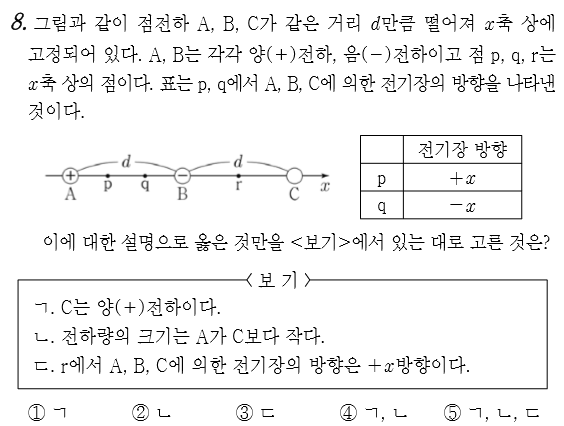 8. 그림과 같이 점전하 A, B, C가 같은 거리 d만큼 떨어져 x축 상에
고정되어 있다. A, B는 각각 양(+)전하, 음(-)전하이고 점 p, q, r는
x축 상의 점이다. 표는 p, q에서 A, B, C에 의한 전기장의 방향을 나타낸
것이다.
d d
+ - 
A p q B r C x
전기장 방향
p +x
q -x
이에 대한 설명으로 옳은 것만을 <보기>에서 있는 대로 고른 것은?
<보 기>
ㄱ. C는 양(+)전하이다.
ㄴ. 전하량의 크기는 A가 C보다 작다.
ㄷ. r에서 A, B, C에 의한 전기장의 방향은 +x방향이다.
① ㄱ ② ㄴ ③ ㄷ ④ ㄱ, ㄴ ⑤ ㄱ, ㄴ, ㄷ